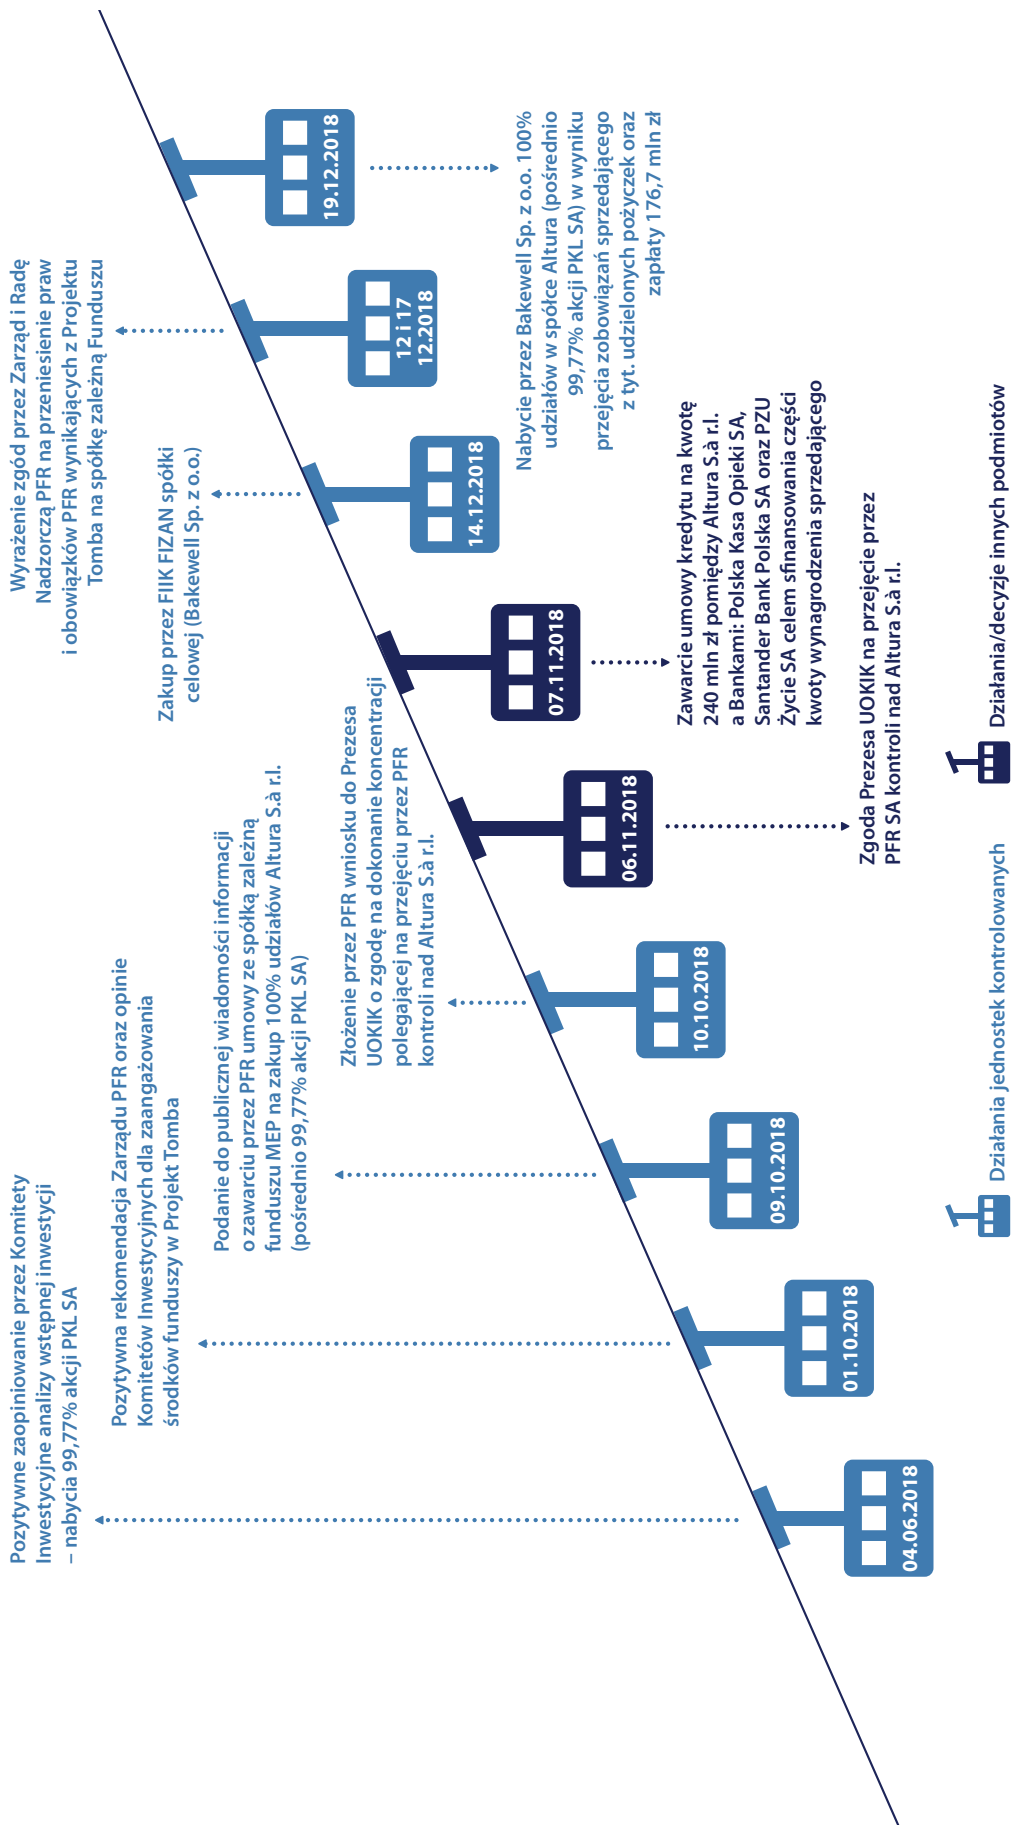 Pozytywne zaopiniowanie przez Komitety
Inwestycyjne analizy wstępnej inwestycji
– nabycia 99,77% akcji PKL SA
04.06.2018
Pozytywna rekomendacja Zarządu PFR oraz opinie
Komitetów Inwestycyjnych dla zaangażowania
środków funduszy w Projekt Tomba
01.10.2018
Podanie do publicznej wiadomości informacji
o zawarciu przez PFR umowy ze spółką zależną
funduszu MEP na zakup 100% udziałów Altura S.à r.l.
(pośrednio 99,77% akcji PKL SA)
09.10.2018
Złożenie przez PFR wniosku do Prezesa
UOKIK o zgodę na dokonanie koncentracji
polegającej na przejęciu przez PFR
kontroli nad Altura S.à r.l.
10.10.2018
06.11.2018
Zgoda Prezesa UOKIK na przejęcie pkrzez
PFR SA kontroli nad Altura S.à r.l.
07.11.2018
Zawarcie umowy kredytu na kwotę
240 mln zł pomiędzy Altura S.à r.l.
a Bankami: Polska Kasa Opieki SA,
Santander Bank Polska SA oraz PZU
Życie SA celem sfinansowania części
kwoty wynagrodzenia sprzedającego
Zakup przez FIIK FIZAN spółki
celowej (Bakewell Sp. z o.o.)
14.12.2018
Wyrażenie zgód przez Zarząd i Radę
Nadzorczą PFR na przeniesienie praw
i obowiązków PFR wynikających z Projektu
Tomba na spółkę zależną Funduszu
12 i 17
12.2018
19.12.2018
Nabycie przez Bakewell Sp. z o.o. 100%
udziałów w spółce Altura (pośrednio
99,77% akcji PKL SA) w wyniku
przejęcia zobowiązań sprzedającego
z tyt. udzielonych pożyczek oraz
zapłaty 176,7 mln zł
Działania jednostek kontrolowanych
Działania/decyzje innych podmiotów